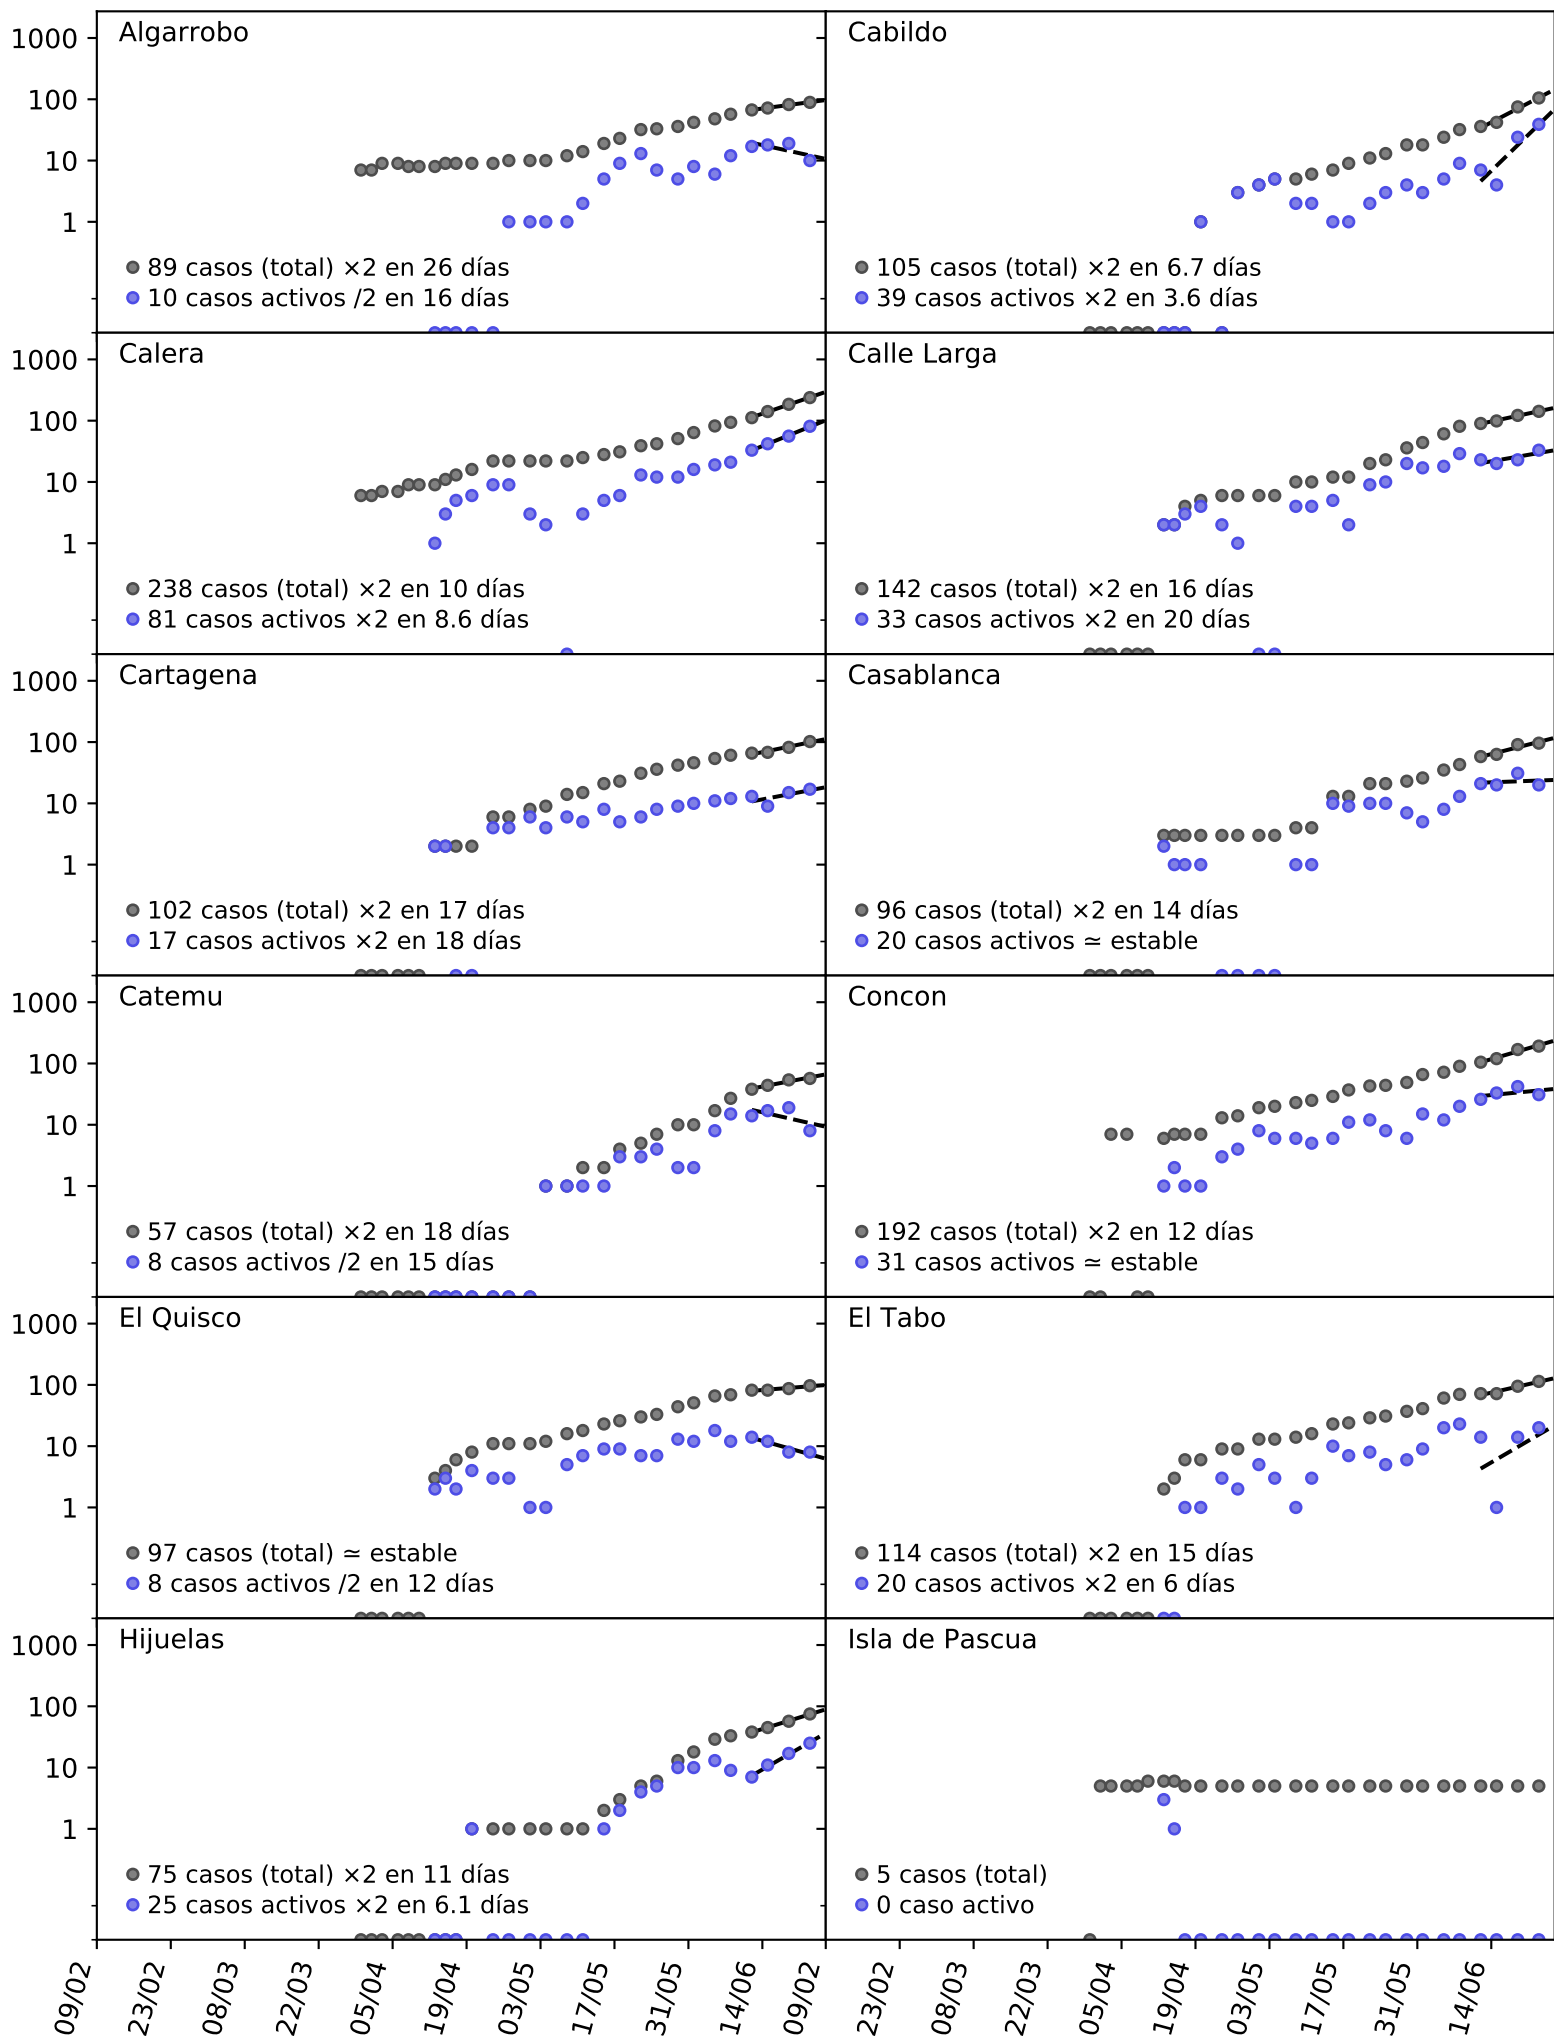 Algarrobo
1000
100
10
1
89 casos (total) ×2 en 26 días
10 casos activos /2 en 16 días
Cabildo
105 casos (total) ×2 en 6.7 días
39 casos activos ×2 en 3.6 días
Calera
1000
100
10
1
238 casos (total) ×2 en 10 días
81 casos activos ×2 en 8.6 días
Calle Larga
142 casos (total) ×2 en 16 días
33 casos activos ×2 en 20 días
Cartagena
1000
100
10
1
102 casos (total) ×2 en 17 días
17 casos activos ×2 en 18 días
Casablanca
96 casos (total) ×2 en 14 días
20 casos activos ≃ estable
Catemu
1000
100
10
1
57 casos (total) ×2 en 18 días
8 casos activos /2 en 15 días
Concon
192 casos (total) ×2 en 12 días
31 casos activos ≃ estable
El Quisco
1000
100
10
1
97 casos (total) ≃ estable
8 casos activos /2 en 12 días
El Tabo
114 casos (total) ×2 en 15 días
20 casos activos ×2 en 6 días
Hijuelas
1000
100
10
1
75 casos (total) ×2 en 11 días
25 casos activos ×2 en 6.1 días
Isla de Pascua
5 casos (total)
0 caso activo
09/02
23/02
08/03
22/03
05/04
19/04
03/05
17/05
31/05
14/06
09/02
23/02
08/03
22/03
05/04
19/04
03/05
17/05
31/05
14/06